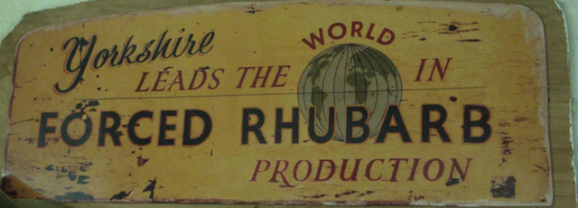 Yorkshire
LEADS THE WORLD IN
FORCED RHUBARB
PRODUCTION